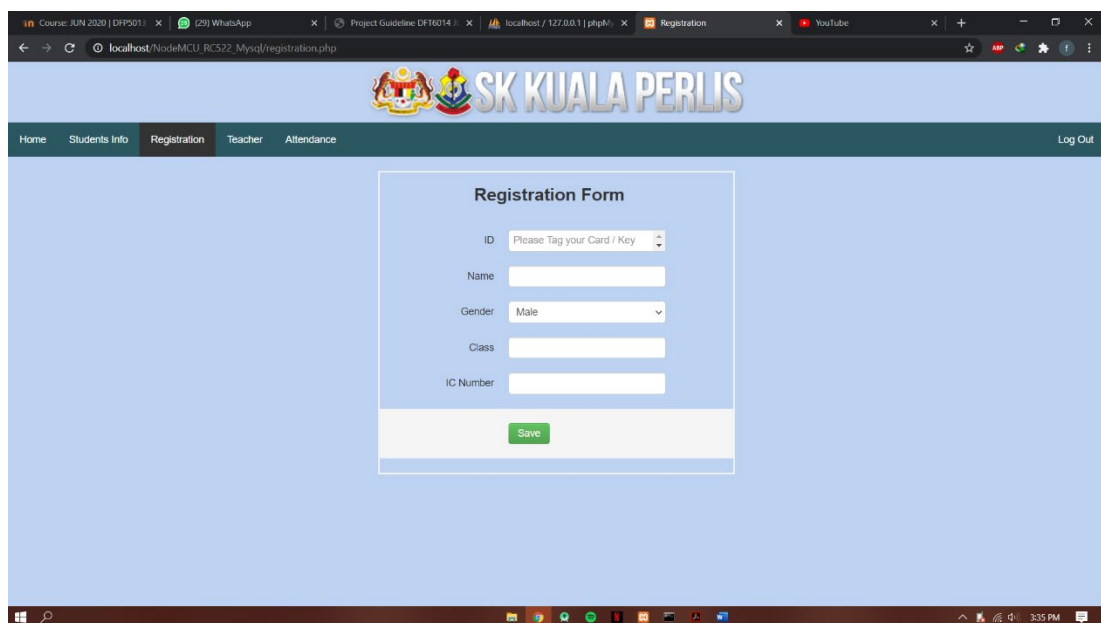 Course: JUN 2020 | DFP5013
(29) WhatsApp
Project Guideline DFT6014
localhost / 127.0.0.1 | phpMy
Registration
YouTube
localhost/NodeMCU_RC522_Mysql/registration.php
ABP
f
SK KUALA PERLIS
Home Students Info Registration Teacher Attendance Log Out
Registration Form
ID Please Tag your Card / Key
Name
Gender Male
Class
IC Number
Save
3:35 PM